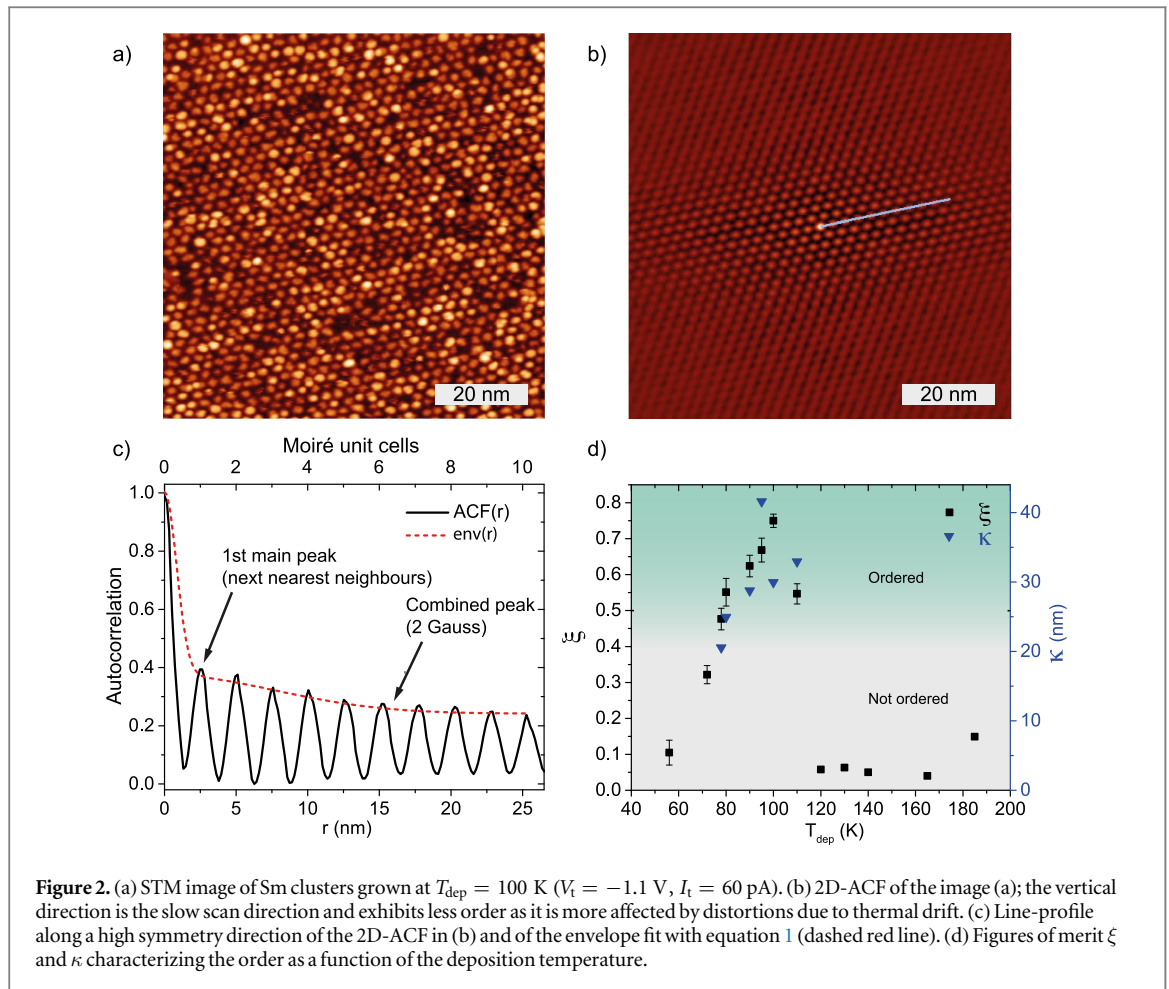 a)
20 nm
b)
20 nm
c)
Moiré unit cells
0 2 4 6 8 10
1.0
0.8
0.6
0.4
0.2
0.0
Autocorrelation
ACF(r)
env(r)
1st main peak
(next nearest neighbours)
Combined peak
(2 Gauss)
0 5 10 15 20 25
r (nm)
d)
0.8
0.7
0.6
0.5
0.4
0.3
0.2
0.1
0.0
ξ
ξ
κ
Ordered
Not ordered
40
30
20
10
0
κ (nm)
40 60 80 100 120 140 160 180 200
T_dep (K)
Figure 2. (a) STM image of Sm clusters grown at T_dep = 100 K (V_t = −1.1 V, I_t = 60 pA). (b) 2D-ACF of the image (a); the vertical
direction is the slow scan direction and exhibits less order as it is more affected by distortions due to thermal drift. (c) Line-profile
along a high symmetry direction of the 2D-ACF in (b) and of the envelope fit with equation 1 (dashed red line). (d) Figures of merit ξ
and κ characterizing the order as a function of the deposition temperature.